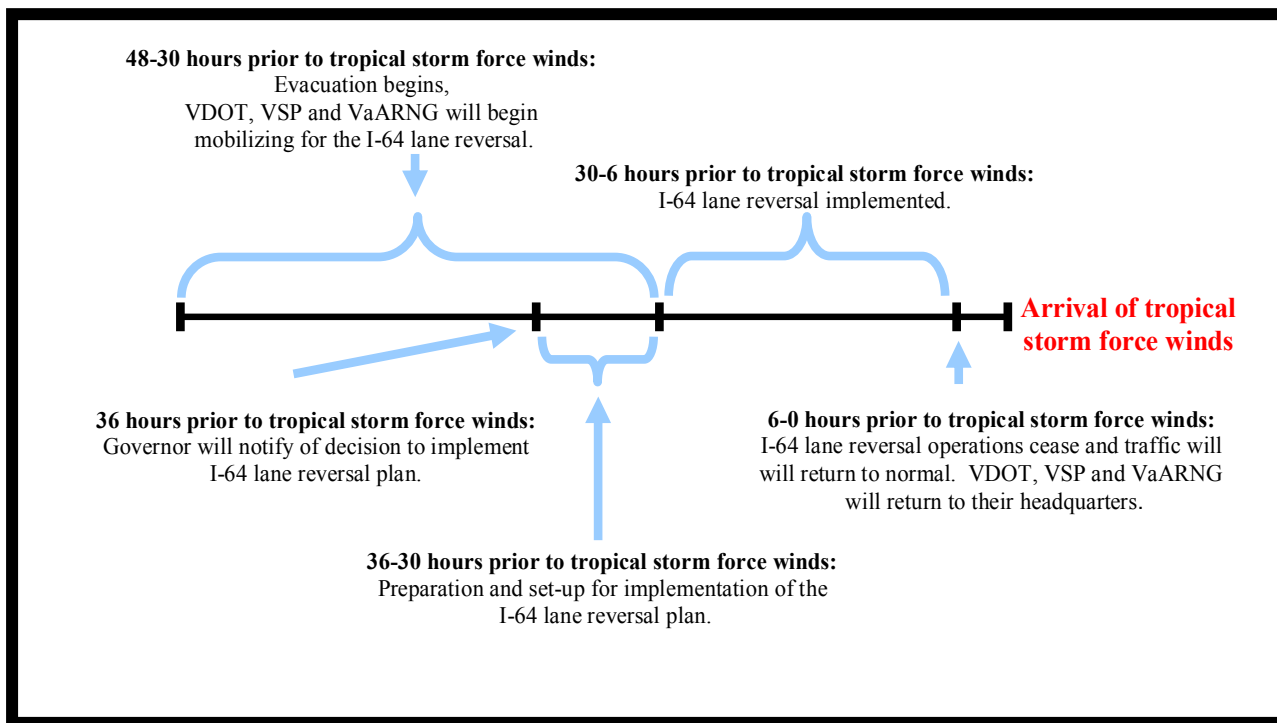 48-30 hours prior to tropical storm force winds:
Evacuation begins,
VDOT, VSP and VaARNG will begin
mobilizing for the I-64 lane reversal.
30-6 hours prior to tropical storm force winds:
I-64 lane reversal implemented.
Arrival of tropical
storm force winds
36 hours prior to tropical storm force winds:
Governor will notify of decision to implement
I-64 lane reversal plan.
6-0 hours prior to tropical storm force winds:
I-64 lane reversal operations cease and traffic will
will return to normal.  VDOT, VSP and VaARNG
will return to their headquarters.
36-30 hours prior to tropical storm force winds:
Preparation and set-up for implementation of the
I-64 lane reversal plan.